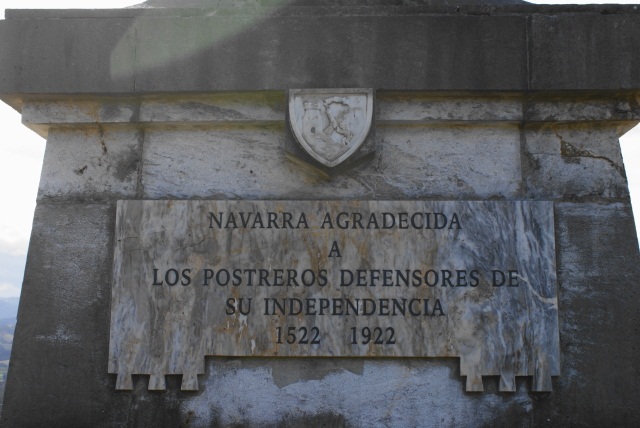 NAVARRA AGRADECIDA
A
LOS POSTREROS DEFENSORES DE
SU INDEPENDENCIA
1522 1922